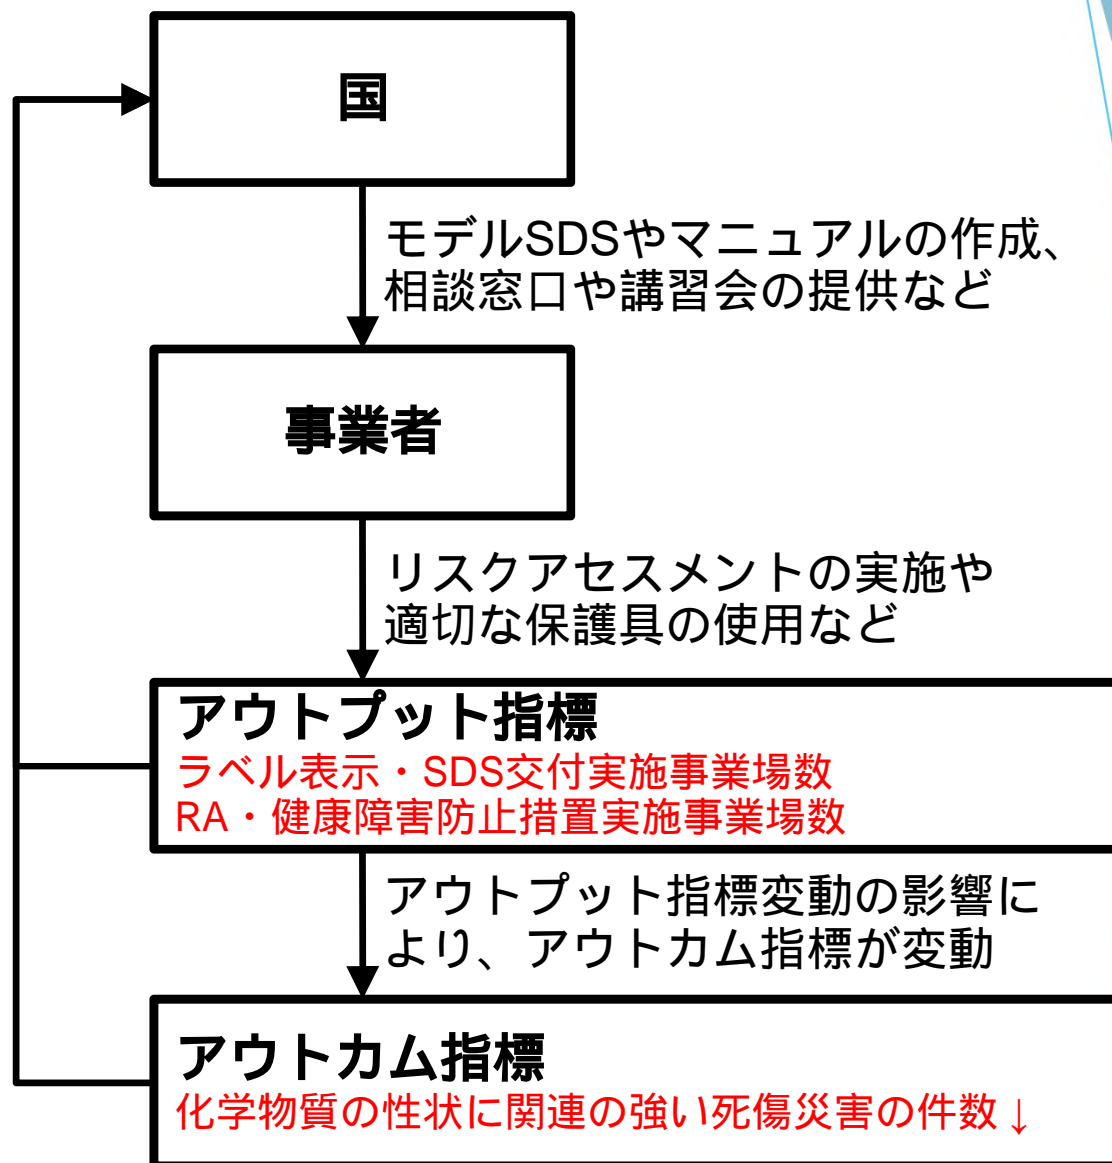 国
モデルSDSやマニュアルの作成、
相談窓口や講習会の提供など
事業者
リスクアセスメントの実施や
適切な保護具の使用など
アウトプット指標
ラベル表示・SDS交付実施事業場数
RA・健康障害防止措置実施事業場数
アウトプット指標変動の影響に
より、アウトカム指標が変動
アウトカム指標
化学物質の性状に関連の強い死傷災害の件数↓